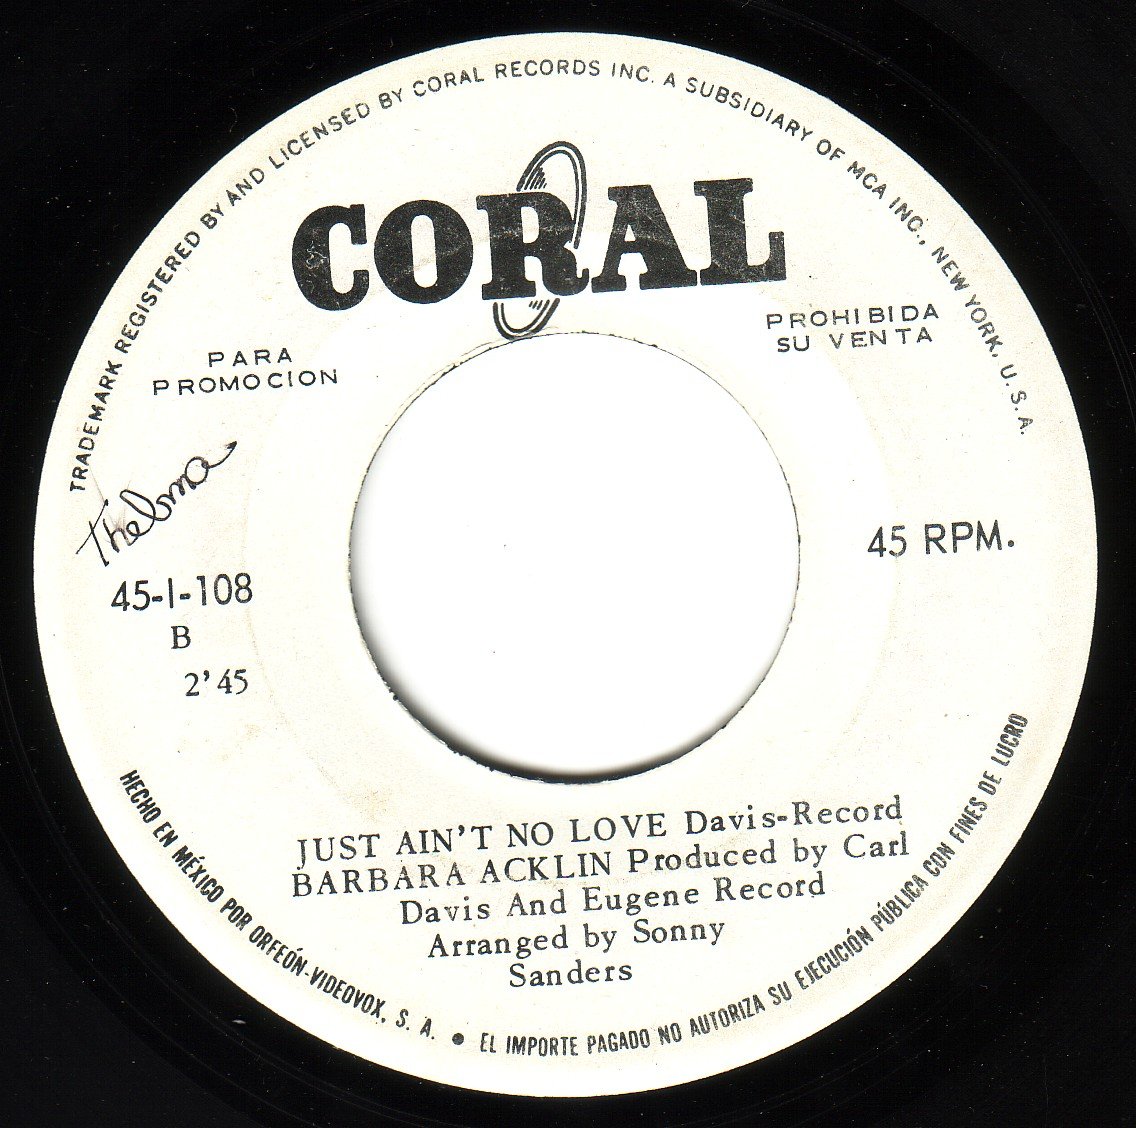 TRADEMARK REGISTERED BY AND LICENSED BY CORAL RECORDS INC. A SUBSIDIARY OF MCA INC., NEW YORK, U.S.A.
CORAL
PARA
PROMOCION
PROHIBIDA
SU VENTA
Thelma
45-I-108
B
2'45
45 RPM.
JUST AIN'T NO LOVE Davis-Record
BARBARA ACKLIN Produced by Carl
Davis And Eugene Record
Arranged by Sonny
Sanders
HECHO EN MÉXICO POR ORFEÓN-VIDEOVOX, S. A. ● EL IMPORTE PAGADO NO AUTORIZA SU EJECUCIÓN PÚBLICA CON FINES DE LUCRO